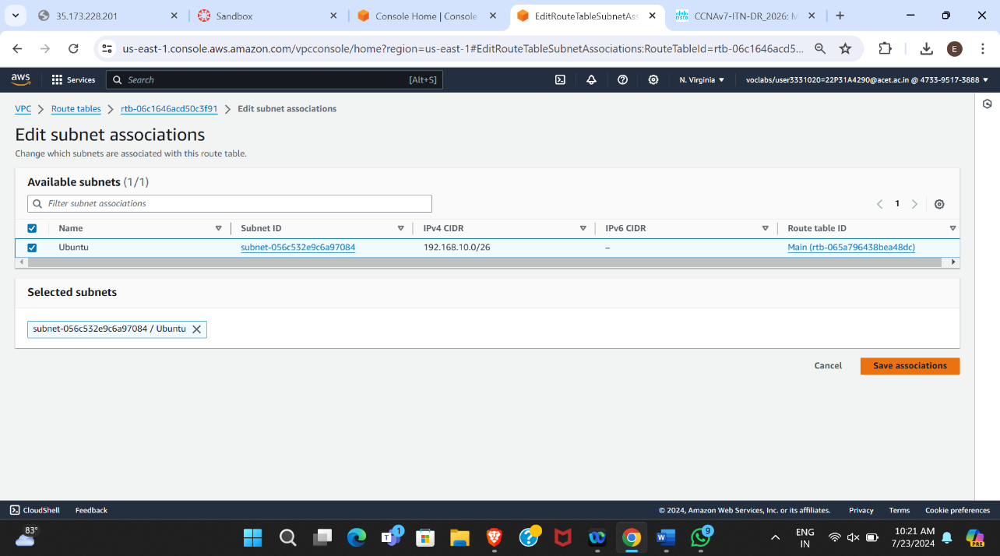 35.173.228.201
Sandbox
Console Home | Console
EditRouteTableSubnetAss
CCNAv7-ITN-DR_2026: M
us-east-1.console.aws.amazon.com/vpcconsole/home?region=us-east-1#EditRouteTableSubnetAssociations:RouteTableId=rtb-06c1646acd5...
E
aws
Services
Search
[Alt+S]
N. Virginia
voclabs/user3331020=22P31A4290@acet.ac.in @ 4733-9517-3888
VPC
Route tables
rtb-06c1646acd50c3f91
Edit subnet associations
Edit subnet associations
Change which subnets are associated with this route table.
Available subnets (1/1)
Filter subnet associations
1
Name
Subnet ID
IPv4 CIDR
IPv6 CIDR
Route table ID
Ubuntu
subnet-056c532e9c6a97084
192.168.10.0/26
–
Main (rtb-065a796438bea48dc)
Selected subnets
subnet-056c532e9c6a97084 / Ubuntu
Cancel
Save associations
CloudShell
Feedback
© 2024, Amazon Web Services, Inc. or its affiliates.
Privacy
Terms
Cookie preferences
83°
1
9
ENG
IN
10:21 AM
7/23/2024
PRE